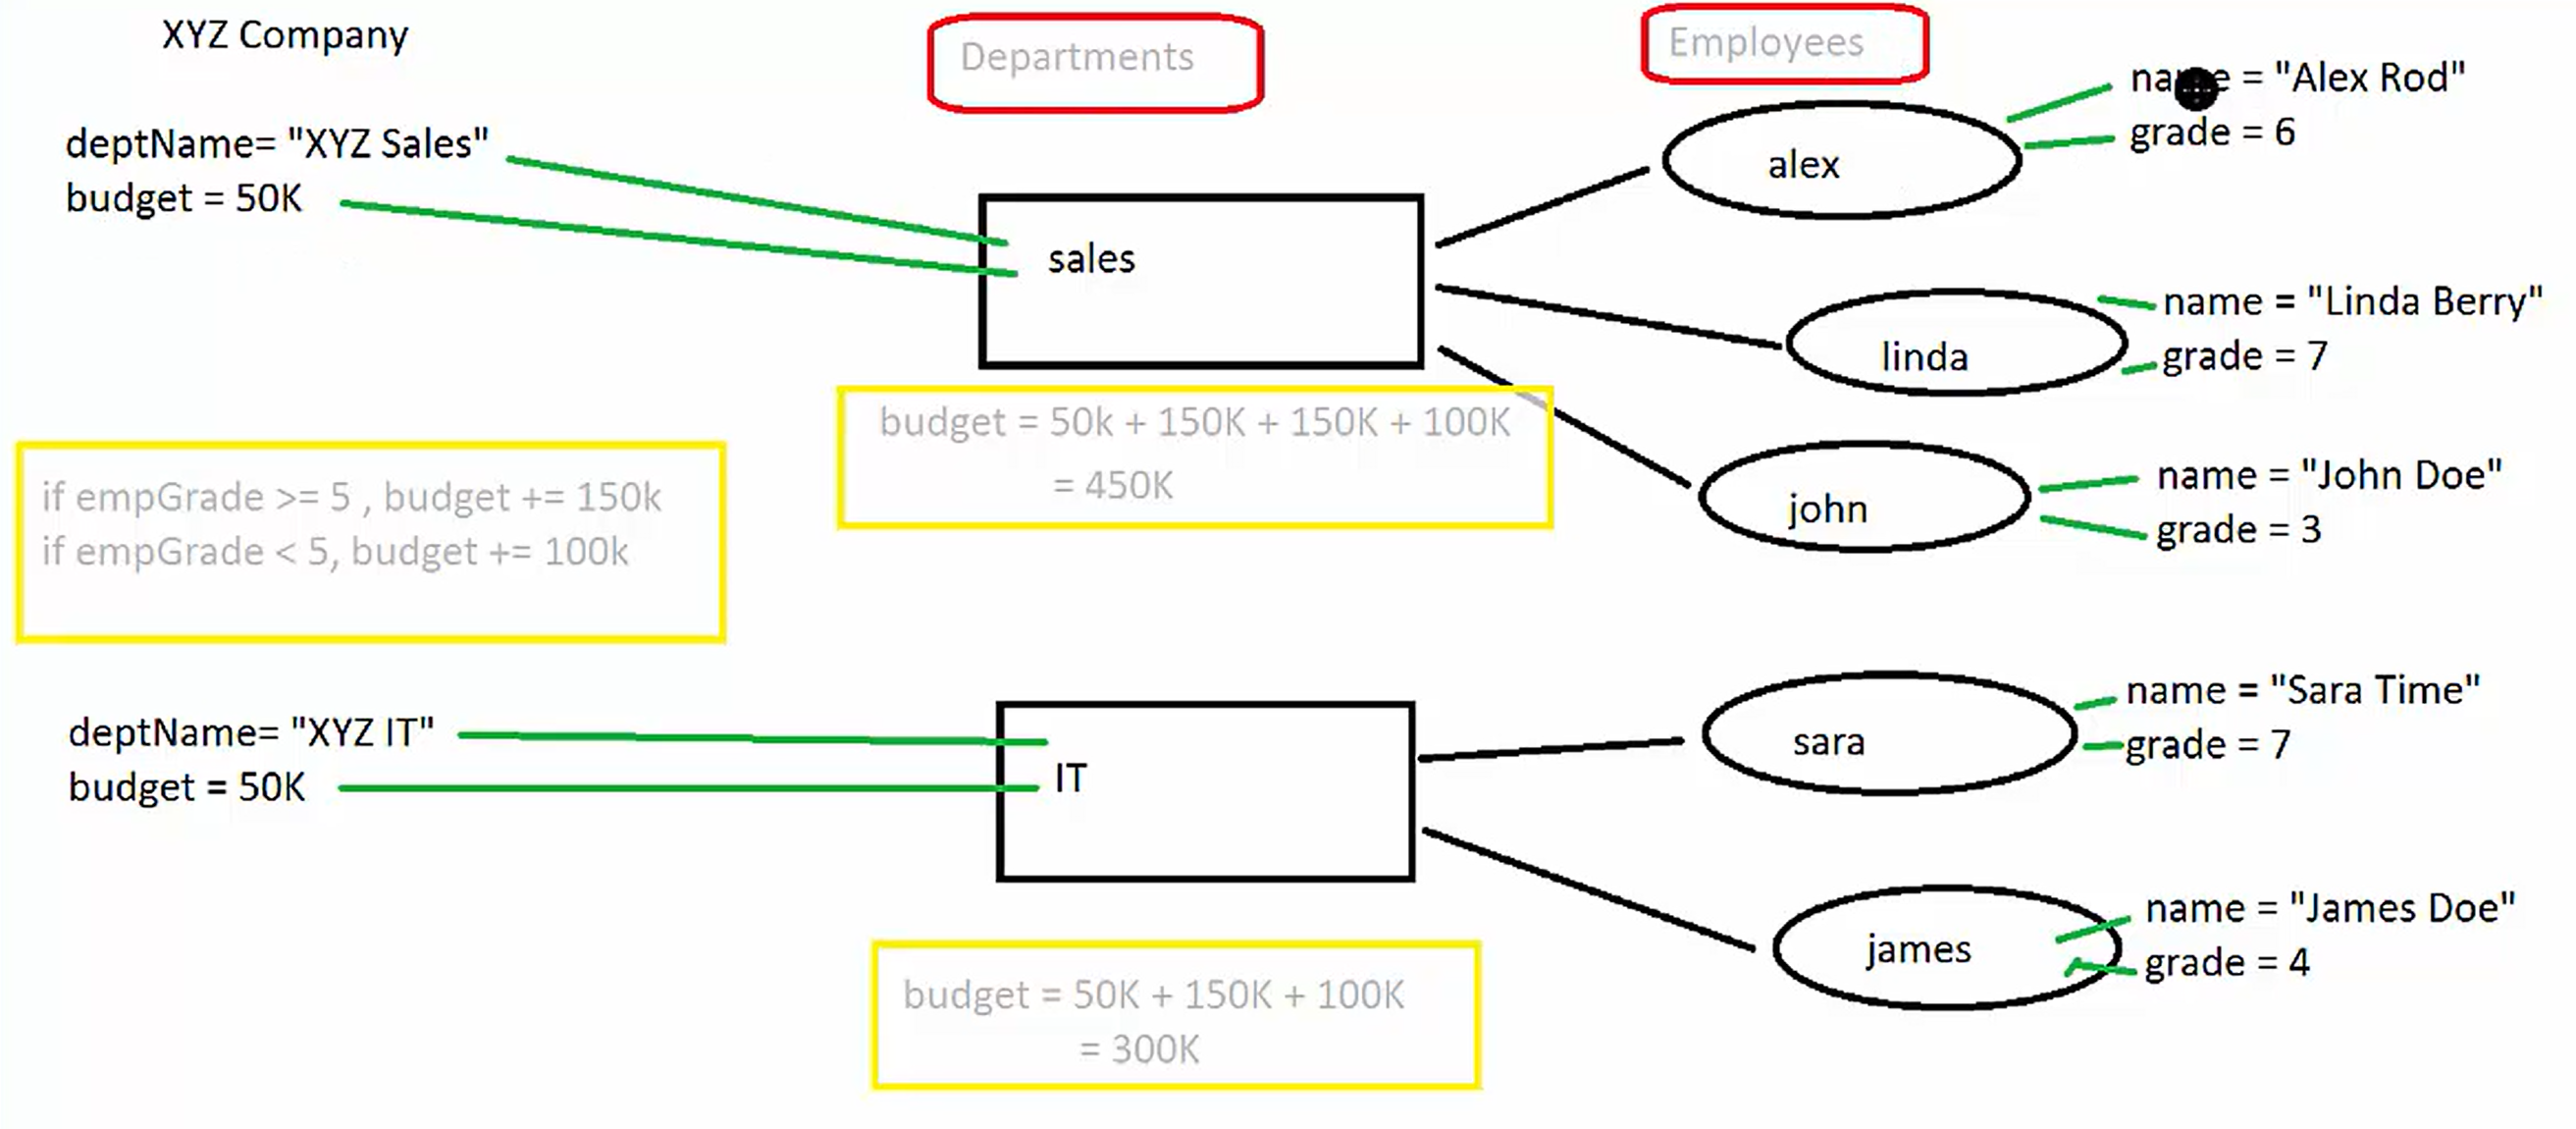 XYZ Company
Departments
Employees
deptName= "XYZ Sales"
budget = 50K
sales
alex
name = "Alex Rod"
grade = 6
linda
name = "Linda Berry"
grade = 7
john
name = "John Doe"
grade = 3
budget = 50k + 150K + 150K + 100K
= 450K
if empGrade >= 5 , budget += 150k
if empGrade < 5, budget += 100k
deptName= "XYZ IT"
budget = 50K
IT
sara
name = "Sara Time"
grade = 7
james
name = "James Doe"
grade = 4
budget = 50K + 150K + 100K
= 300K